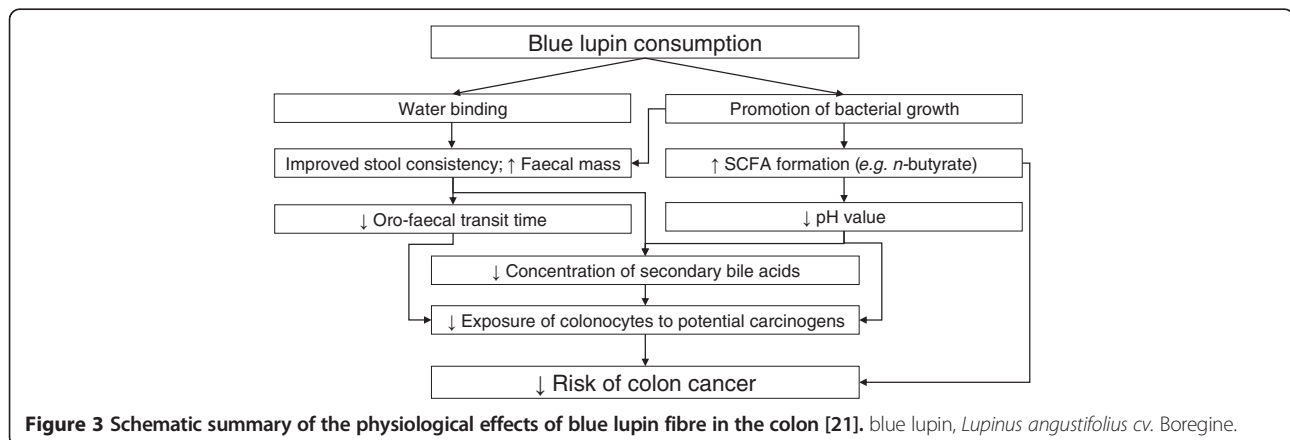 Blue lupin consumption
Water binding
Promotion of bacterial growth
Improved stool consistency; ↑ Faecal mass
↑ SCFA formation (e.g. n-butyrate)
↓ Oro-faecal transit time
↓ pH value
↓ Concentration of secondary bile acids
↓ Exposure of colonocytes to potential carcinogens
↓ Risk of colon cancer
Figure 3 Schematic summary of the physiological effects of blue lupin fibre in the colon [21]. blue lupin, Lupinus angustifolius cv. Boregine.